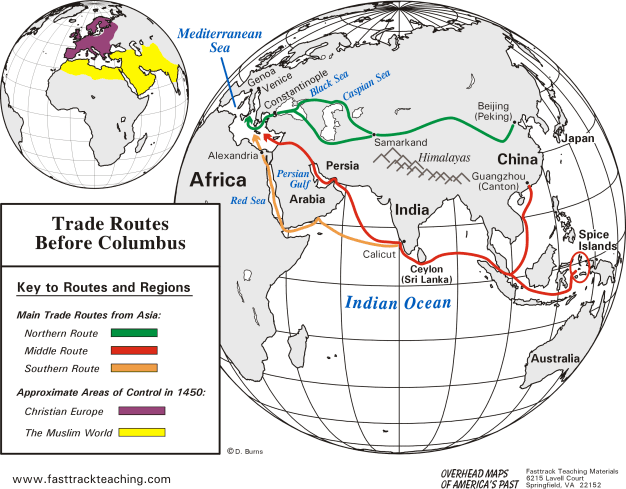 Mediterranean
Sea
Genoa
Venice
Constantinople
Black Sea
Caspian Sea
Beijing
(Peking)
Japan
Samarkand
China
Alexandria
Persia
Himalayas
Guangzhou
(Canton)
Africa
Persian
Gulf
Red Sea
Arabia
India
Spice
Islands
Calicut
Ceylon
(Sri Lanka)
Indian Ocean
Australia
Trade Routes
Before Columbus
Key to Routes and Regions
Main Trade Routes from Asia:
Northern Route
Middle Route
Southern Route
Approximate Areas of Control in 1450:
Christian Europe
The Muslim World
© D. Burns
www.fasttrackteaching.com
OVERHEAD MAPS
OF AMERICA'S PAST
Fasttrack Teaching Materials
6215 Lavell Court
Springfield, VA 22152